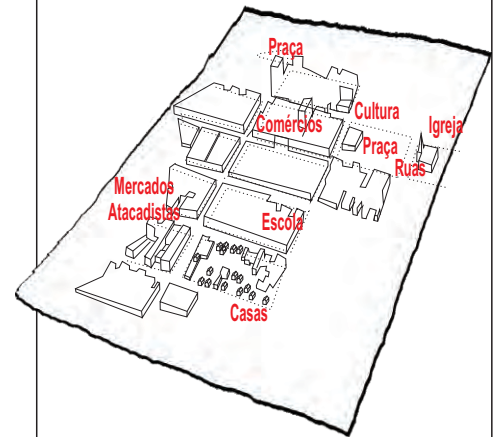 Praça
Cultura
Comércios
Igreja
Praça
Ruas
Mercados
Atacadistas
Escola
Casas